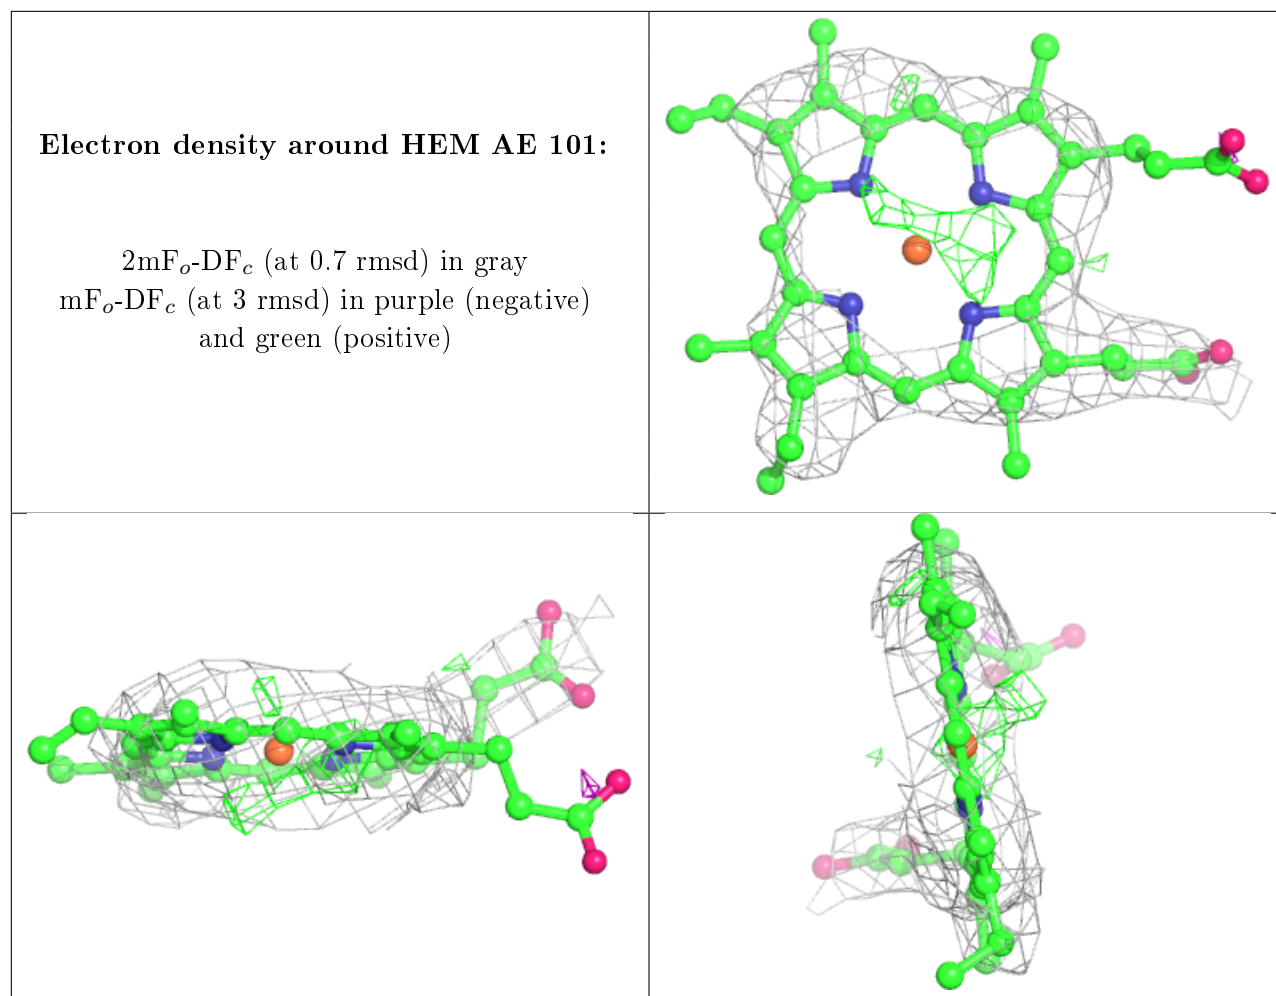 Electron density around HEM AE 101:
2mFₒ-DF𝒸 (at 0.7 rmsd) in gray
mFₒ-DF𝒸 (at 3 rmsd) in purple (negative)
and green (positive)